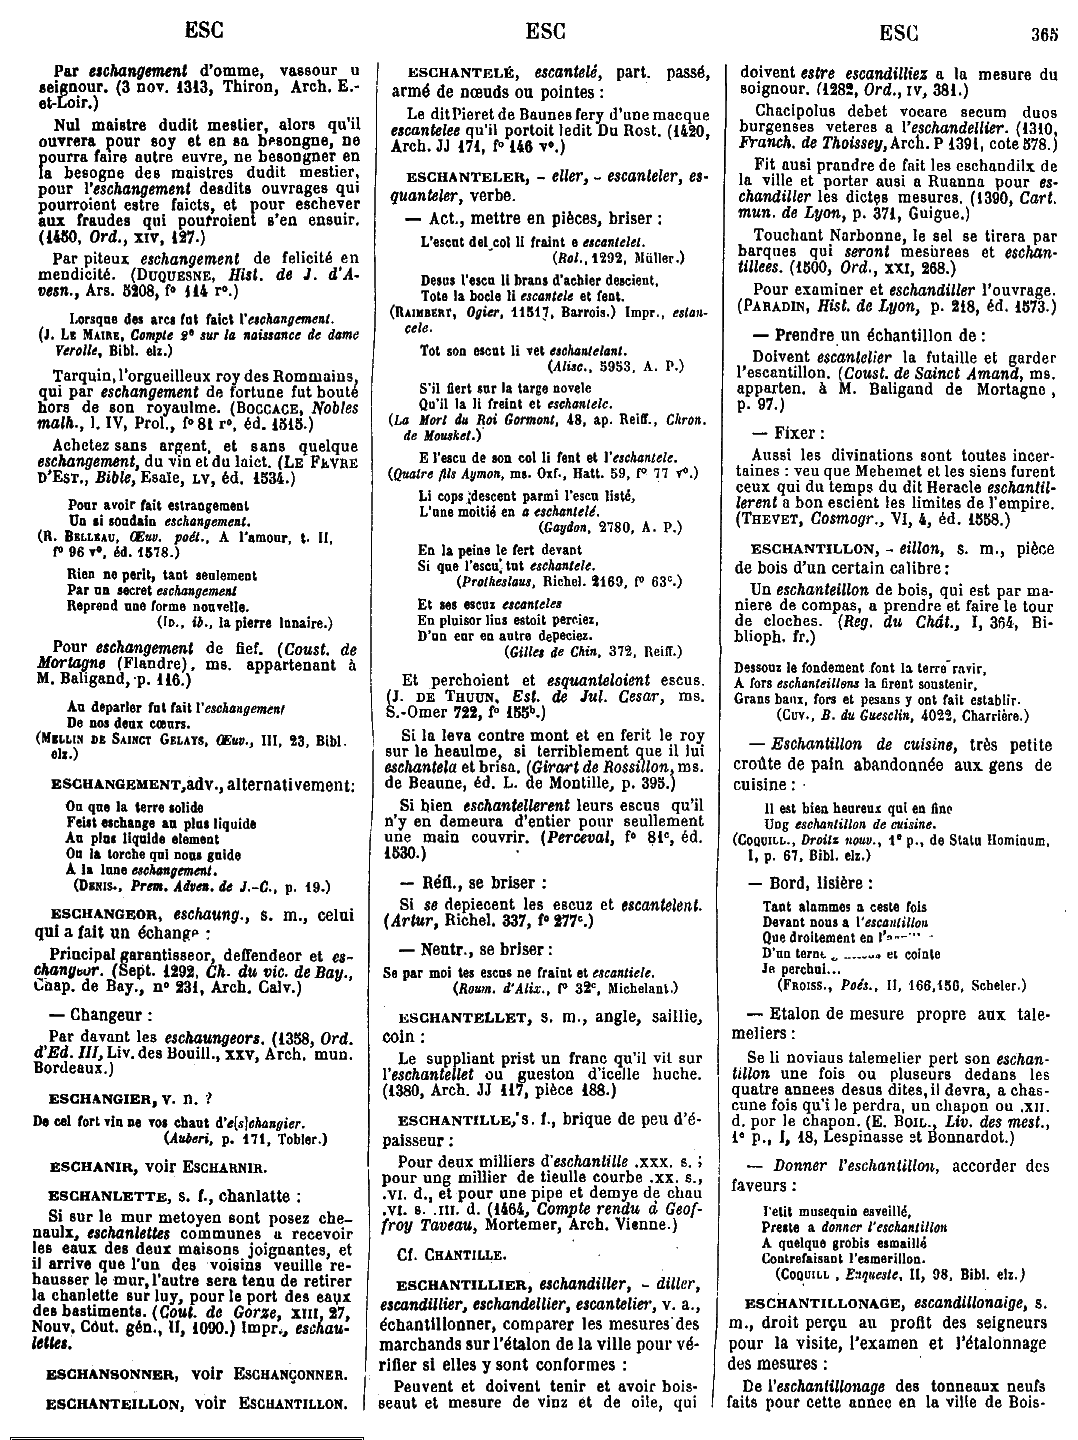 ESC
ESC
ESC
365
Par eschangement d'omme, vassour u
seignour. (3 nov. 1313, Thiron, Arch. E.-
et-Loir.)
Nul maistre dudit mestier, alors qu'il
ouvrera pour soy et en sa besongne, ne
pourra faire autre euvre, ne besongner en
la besogne des maistres dudit mestier,
pour l'eschangement desdits ouvrages qui
pourroient estre faicts, et pour eschever
aux fraudes qui pourroient s'en ensuir.
(1450, Ord., XIV, 127.)
Par piteux eschangement de felicité en
mendicité. (DUQUESNE, Hist. de J. d'A-
vesn., Ars. 5208, f° 114 r°.)
Lorsque des arcs fut faict l'eschangement.
(J. LE MAIRE, Compte 2e sur la naissance de dame
Verolle, Bibl. elz.)
Tarquin, l'orgueilleux roy des Rommains,
qui par eschangement de fortune fut bouté
hors de son royaulme. (BOCCACE, Nobles
malh., l. IV, Prol., f° 81 r°, éd. 1515.)
Achetez sans argent, et sans quelque
eschangement, du vin et du laict. (LE FEVRE
D'EST., Bible, Esaïe, LV, éd. 1534.)
Pour avoir fait estrangement
Un si soudain eschangement.
(R. BELLEAU, Œuv. poét., A l'amour, t. II,
f° 96 v°, éd. 1578.)
Rien ne perit, tant seulement
Par un secret eschangement
Reprend une forme nouvelle.
(ID., ib., la pierre lunaire.)
Pour eschangement de fief. (Coust. de
Mortagne (Flandre), ms. appartenant à
M. Baligand, p. 116.)
Au deparler fut fait l'eschangement
De nos deux cœurs.
(MELLIN DE SAINCT GELAYS, Œuv., III, 23, Bibl.
elz.)
ESCHANGEMENT, adv., alternativement:
On que la terre solide
Feist eschange au plus liquide
Au plus liquide element
Ou la torche qui nous guide
A la lune eschangement.
(DENIS., Prem. Adven. de J.-C., p. 19.)
ESCHANGEOR, eschaung., s. m., celui
qui a fait un échange :
Principal garantisseor, deffendeor et es-
changeor. (Sept. 1292, Ch. du vic. de Bay.,
Chap. de Bay., n° 231, Arch. Calv.)
— Changeur :
Par davant les eschaungeors. (1358, Ord.
d'Ed. III, Liv. des Bouill., XXV, Arch. mun.
Bordeaux.)
ESCHANGIER, v. n. ?
De cel fort vin ne vos chaut d'e[s]changier.
(Auberi, p. 171, Tobler.)
ESCHANIR, voir ESCHARNIR.
ESCHANLETTE, s. f., chanlatte :
Si sur le mur metoyen sont posez che-
naulx, eschanlettes communes a recevoir
les eaux des deux maisons joignantes, et
il arrive que l'un des voisins veuille re-
hausser le mur, l'autre sera tenu de retirer
la chanlette sur luy, pour le port des eaux
des bastiments. (Cout. de Gorze, XIII, 27,
Nouv. Cout. gén., II, 1090.) Impr., eschau-
lettes.
ESCHANSONNER, voir ESCHANÇONNER.
ESCHANTEILLON, voir ESCHANTILLON.
ESCHANTELÉ, escantelé, part. passé,
armé de nœuds ou pointes :
Le dit Pieret de Baunes fery d'une macque
escantelee qu'il portoit ledit Du Rost. (1420,
Arch. JJ 171, f° 146 v°.)
ESCHANTELER, - eller, - escanteler, es-
quanteler, verbe.
— Act., mettre en pièces, briser :
L'escut del col li fraint e escantelet.
(Rol., 1292, Müller.)
Desus l'escu li brans d'achier descient,
Tote la bocle li escantele et fent.
(RAIMBERT, Ogier, 11517, Barrois.) Impr., estan-
cele.
Tot son escut li vet eschantelant.
(Alisc., 5953, A. P.)
S'il fiert sur la targe novele
Qu'il la li freint et eschantele.
(La Mort du Roi Gormont, 48, ap. Reiff., Chron.
de Mousket.)
E l'escu de son col li fent et l'eschantele.
(Quatre fils Aymon, ms. Oxf., Hatt. 59, f° 77 v°.)
Li cops descent parmi l'escu listé,
L'une moitié en a eschantelé.
(Gaydon, 2780, A. P.)
En la peine le fert devant
Si que l'escu tut eschantele.
(Protheslaus, Richel. 2169, f° 63c.)
Et ses escuz escanteles
En pluisor lius estoit perciez,
D'un eur en autre depeciez.
(Gilles de Chin, 372, Reiff.)
Et perchoient et esquanteloient escus.
(J. DE THUUN, Est. de Jul. Cesar, ms.
S.-Omer 722, f° 155b.)
Si la leva contre mont et en ferit le roy
sur le heaulme, si terriblement que il lui
eschantela et brisa. (Girart de Rossillon, ms.
de Beaune, éd. L. de Montille, p. 395.)
Si bien eschantellerent leurs escus qu'il
n'y en demeura d'entier pour seullement
une main couvrir. (Perceval, f° 81c, éd.
1530.)
— Réfl., se briser :
Si se depiecent les escuz et escantelent.
(Artur, Richel. 337, f° 277c.)
— Neutr., se briser :
Se par moi tes escus ne fraint et escantiele.
(Roum. d'Alix., f° 32c, Michelant.)
ESCHANTELLET, s. m., angle, saillie,
coin :
Le suppliant prist un franc qu'il vit sur
l'eschantellet ou gueston d'icelle huche.
(1380, Arch. JJ 117, pièce 188.)
ESCHANTILLE, s. f., brique de peu d'é-
paisseur :
Pour deux milliers d'eschantille .XXX. s. ;
pour ung millier de tieulle courbe .XX. s.,
.VI. d., et pour une pipe et demye de chau
.VI. s. .III. d. (1464, Compte rendu à Geof-
froy Taveau, Mortemer, Arch. Vienne.)
Cf. CHANTILLE.
ESCHANTILLIER, eschandiller, - diller,
escandillier, eschandellier, escantelier, v. a.,
échantillonner, comparer les mesures des
marchands sur l'étalon de la ville pour vé-
rifier si elles y sont conformes :
Peuvent et doivent tenir et avoir bois-
seaut et mesure de vinz et de oile, qui
doivent estre escandilliez a la mesure du
soignour. (1282, Ord., IV, 381.)
Chacipolus debet vocare secum duos
burgenses veteres a l'eschandellier. (1310,
Franch. de Thoissey, Arch. P 1391, cote 578.)
Fit ausi prandre de fait les eschandilx de
la ville et porter ausi a Ruanna pour es-
chandiller les dictes mesures. (1390, Cart.
mun. de Lyon, p. 371, Guigue.)
Touchant Narbonne, le sel se tirera par
barques qui seront mesurees et eschan-
tillees. (1500, Ord., XXI, 268.)
Pour examiner et eschandiller l'ouvrage.
(PARADIN, Hist. de Lyon, p. 218, éd. 1573.)
— Prendre un échantillon de :
Doivent escantelier la futaille et garder
l'escantillon. (Coust. de Sainct Amand, ms.
apparten. à M. Baligand de Mortagne,
p. 97.)
— Fixer :
Aussi les divinations sont toutes incer-
taines : veu que Mehemet et les siens furent
ceux qui du temps du dit Heracle eschantil-
lerent a bon escient les limites de l'empire.
(THEVET, Cosmogr., VI, 4, éd. 1558.)
ESCHANTILLON, - eillon, s. m., pièce
de bois d'un certain calibre :
Un eschanteillon de bois, qui est par ma-
niere de compas, a prendre et faire le tour
de cloches. (Reg. du Chât., I, 364, Bi-
blioph. fr.)
Dessouz le fondement font la terre ravir,
A fors eschanteillons la firent soustenir,
Grans baux, fors et pesans y ont fait establir.
(CUV., B. du Guesclin, 4022, Charrière.)
— Eschantillon de cuisine, très petite
croûte de pain abandonnée aux gens de
cuisine :
Il est bien heureux qui en fine
Ung eschantillon de cuisine.
(COQUILL., Droitz nouv., 1e p., de Statu Hominum,
I, p. 67, Bibl. elz.)
— Bord, lisière :
Tant alammes a ceste fois
Devant nous a l'escantillon
Que droitement en
D'un et cointe
Je perchui...
(FROISS., Poés., II, 166,156, Scheler.)
— Etalon de mesure propre aux tale-
meliers :
Se li noviaus talemelier pert son eschan-
tillon une fois ou pluseurs dedans les
quatre annees desus dites, il devra, a chas-
cune fois qu'i le perdra, un chapon ou .XII.
d. por le chapon. (E. BOIL., Liv. des mest.,
1e p., I, 18, Lespinasse et Bonnardot.)
— Donner l'eschantillon, accorder des
faveurs :
Petit musequin esveillé,
Preste a donner l'eschantillon
A quelque grobis esmaillé
Contrefaisant l'esmerillon.
(COQUILL., Enqueste, II, 98, Bibl. elz.)
ESCHANTILLONAGE, escandillonaige, s.
m., droit perçu au profit des seigneurs
pour la visite, l'examen et l'étalonnage
des mesures :
De l'eschantillonage des tonneaux neufs
faits pour cette annee en la ville de Bois-